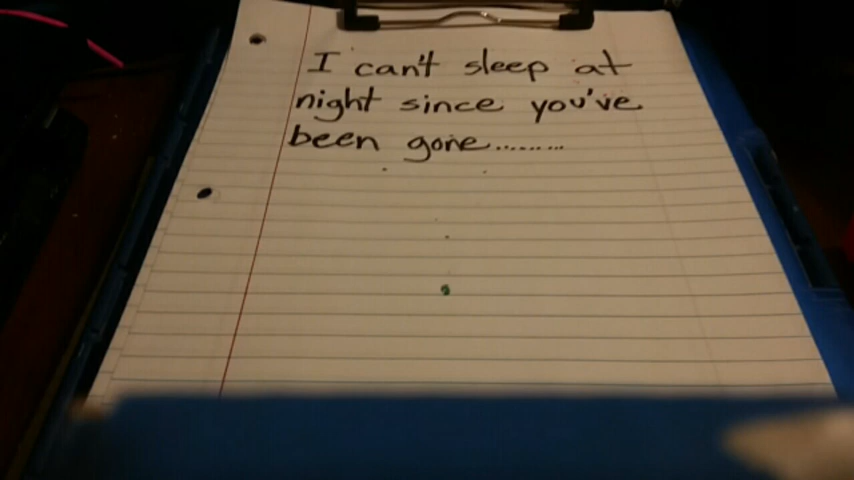 I can't sleep at
night since you've
been gone.........